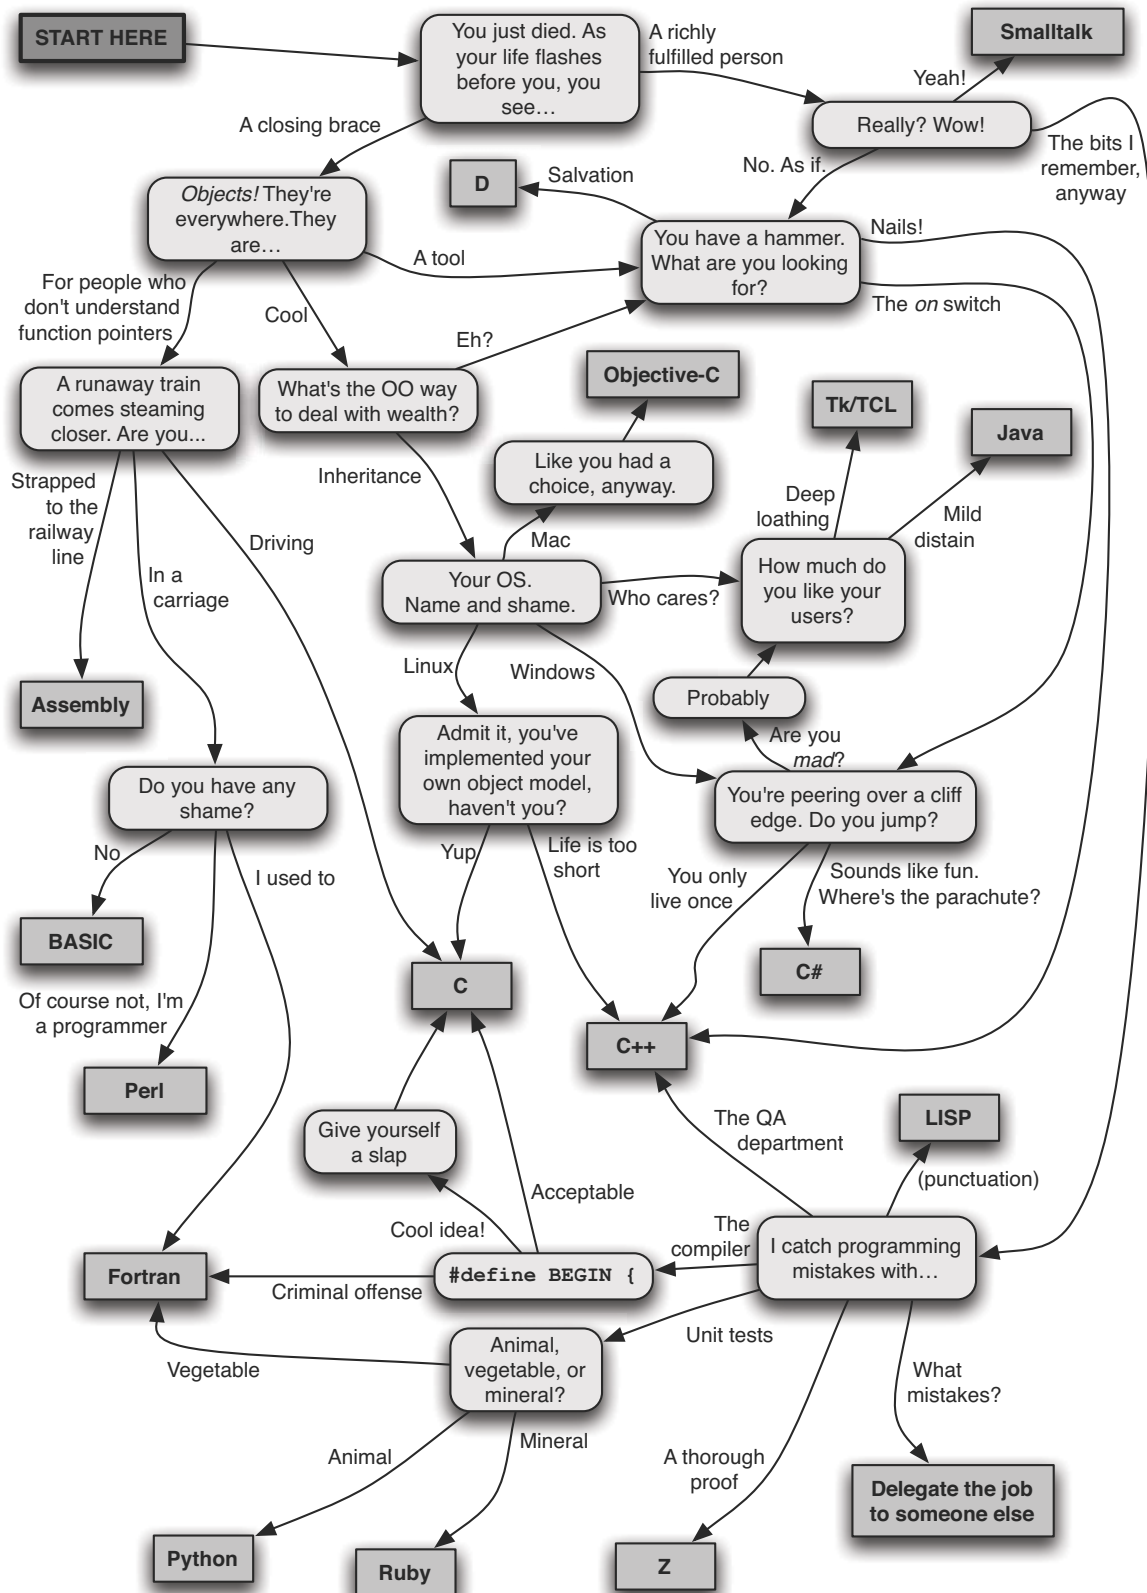 START HERE
You just died. As
your life flashes
before you, you
see…
A richly
fulfilled person
Smalltalk
Yeah!
Really? Wow!
The bits I
remember,
anyway
No. As if.
A closing brace
D
Salvation
Objects! They're
everywhere.They
are…
A tool
You have a hammer.
What are you looking
for?
Nails!
The on switch
For people who
don't understand
function pointers
Cool
Eh?
A runaway train
comes steaming
closer. Are you...
What's the OO way
to deal with wealth?
Objective-C
Tk/TCL
Java
Like you had a
choice, anyway.
Inheritance
Strapped
to the
railway
line
Driving
In a
carriage
Mac
Deep
loathing
Mild
distain
Your OS.
Name and shame.
Who cares?
How much do
you like your
users?
Linux
Windows
Probably
Are you
mad?
Assembly
Admit, it, you've
implemented your
own object model,
haven't you?
You're peering over a cliff
edge. Do you jump?
Do you have any
shame?
No
I used to
Yup
Life is too
short
You only
live once
Sounds like fun.
Where's the parachute?
BASIC
C
C#
Of course not, I'm
a programmer
C++
Perl
Give yourself
a slap
The QA
department
LISP
(punctuation)
Acceptable
Cool idea!
The
compiler
I catch programming
mistakes with…
#define BEGIN {
Fortran
Criminal offense
Unit tests
Animal,
vegetable, or
mineral?
Vegetable
What
mistakes?
Animal
Mineral
A thorough
proof
Delegate the job
to someone else
Python
Ruby
Z